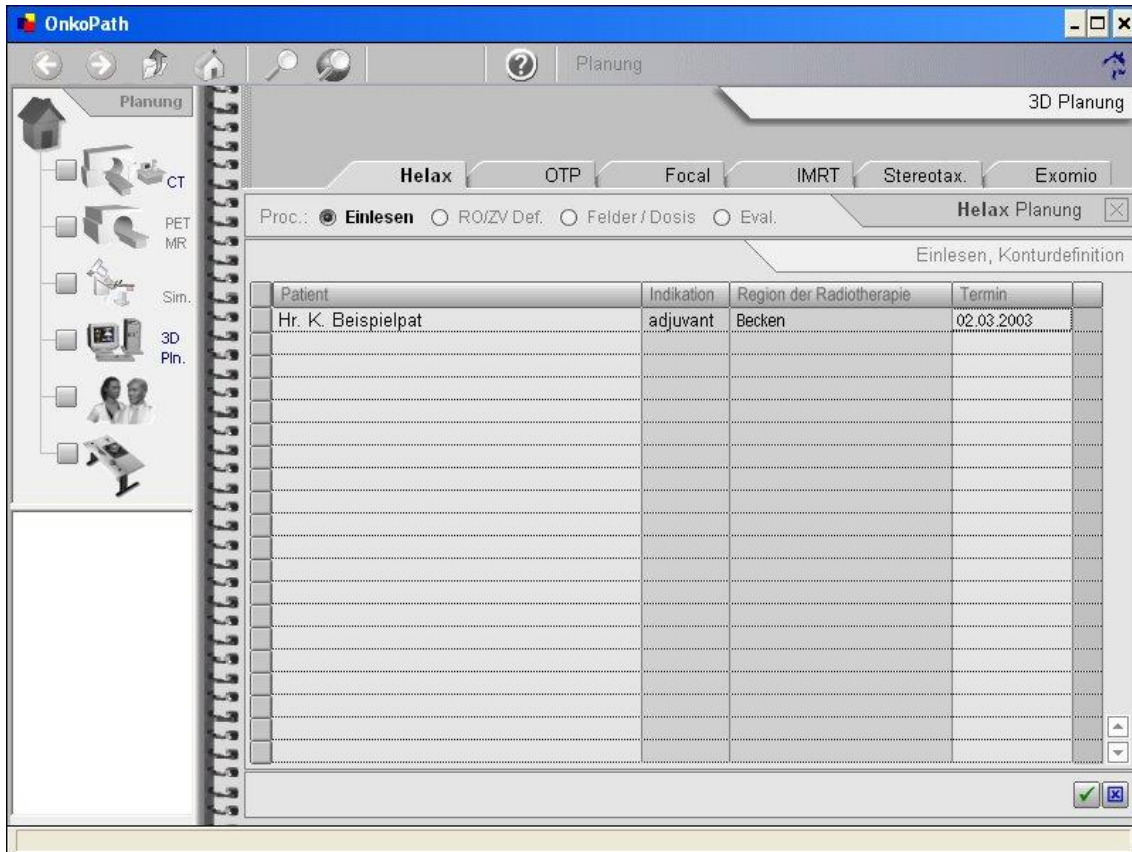 OnkoPath
Planung
Planung
3D Planung
CT
PET
MR
Sim.
3D
Pln.
Helax OTP Focal IMRT Stereotax. Exomio
Proc.: Einlesen RO/ZV Def. Felder / Dosis Eval.
Helax Planung
Einlesen, Konturdefinition
Patient Indikation Region der Radiotherapie Termin
Hr. K. Beispielpat adjuvant Becken 02.03.2003